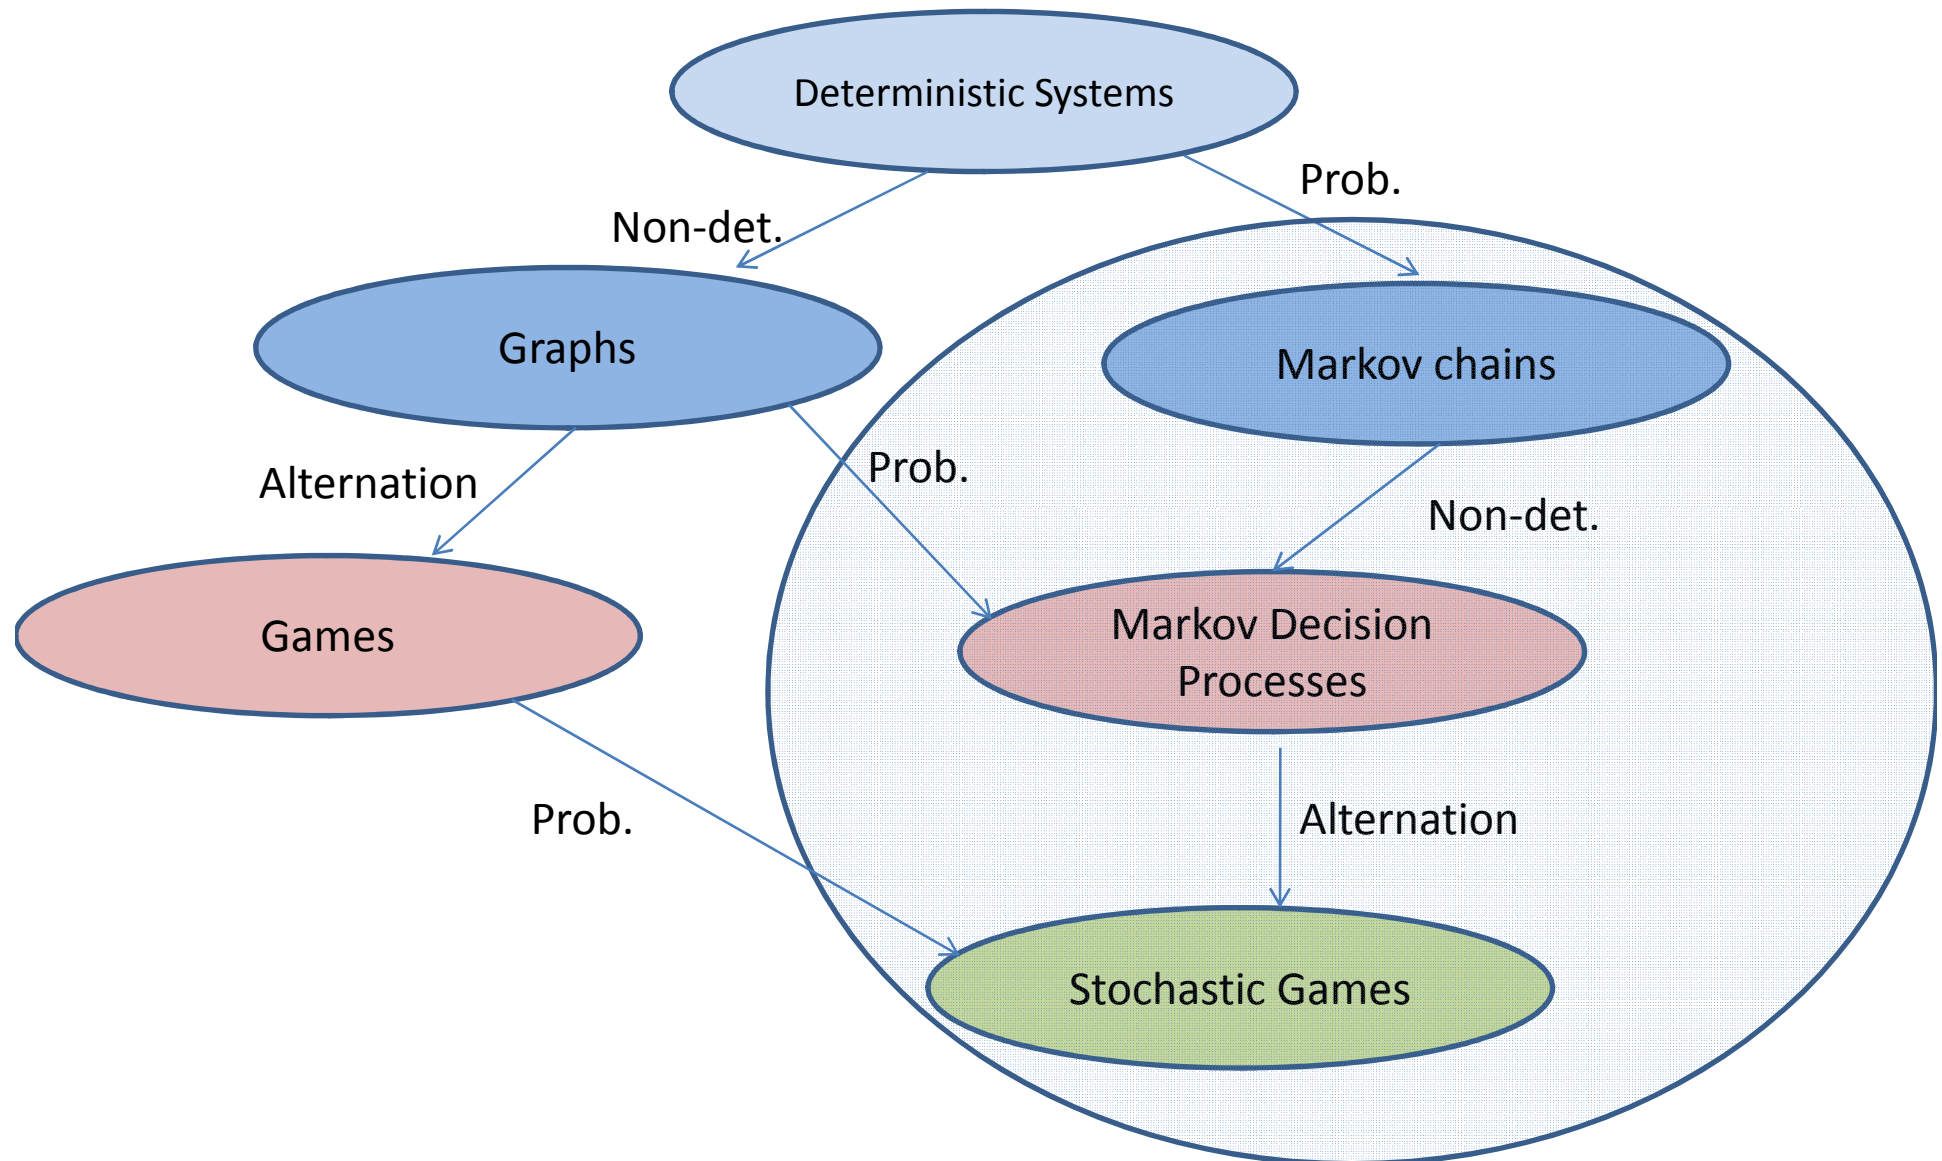 Deterministic Systems
Prob.
Non-det.
Graphs
Markov chains
Prob.
Alternation
Non-det.
Games
Markov Decision
Processes
Prob.
Alternation
Stochastic Games